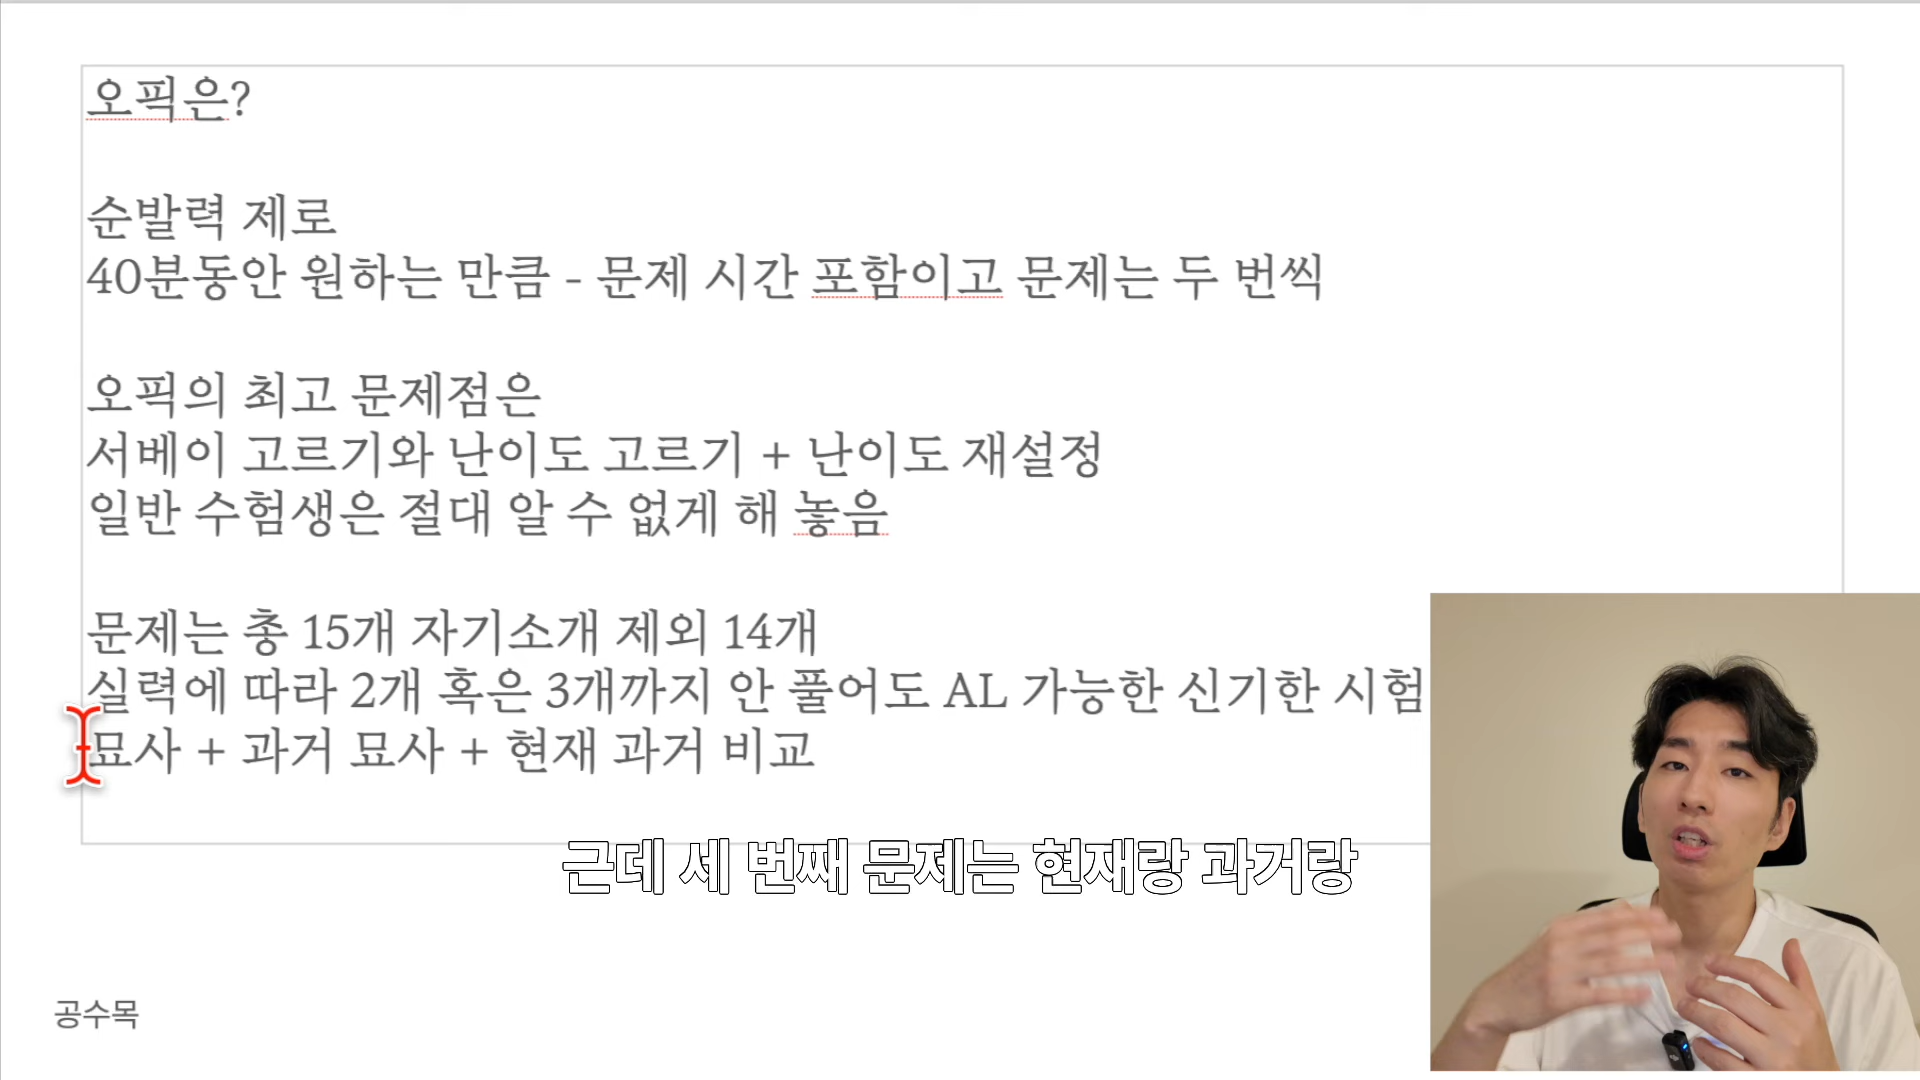 오픽은?
순발력 제로
40분동안 원하는 만큼 - 문제 시간 포함이고 문제는 두 번씩
오픽의 최고 문제점은
서베이 고르기와 난이도 고르기 + 난이도 재설정
일반 수험생은 절대 알 수 없게 해 놓음
문제는 총 15개 자기소개 제외 14개
실력에 따라 2개 혹은 3개까지 안 풀어도 AL 가능한 신기한 시험
묘사 + 과거 묘사 + 현재 과거 비교
근데 세 번째 문제는 현재랑 과거랑
공수목